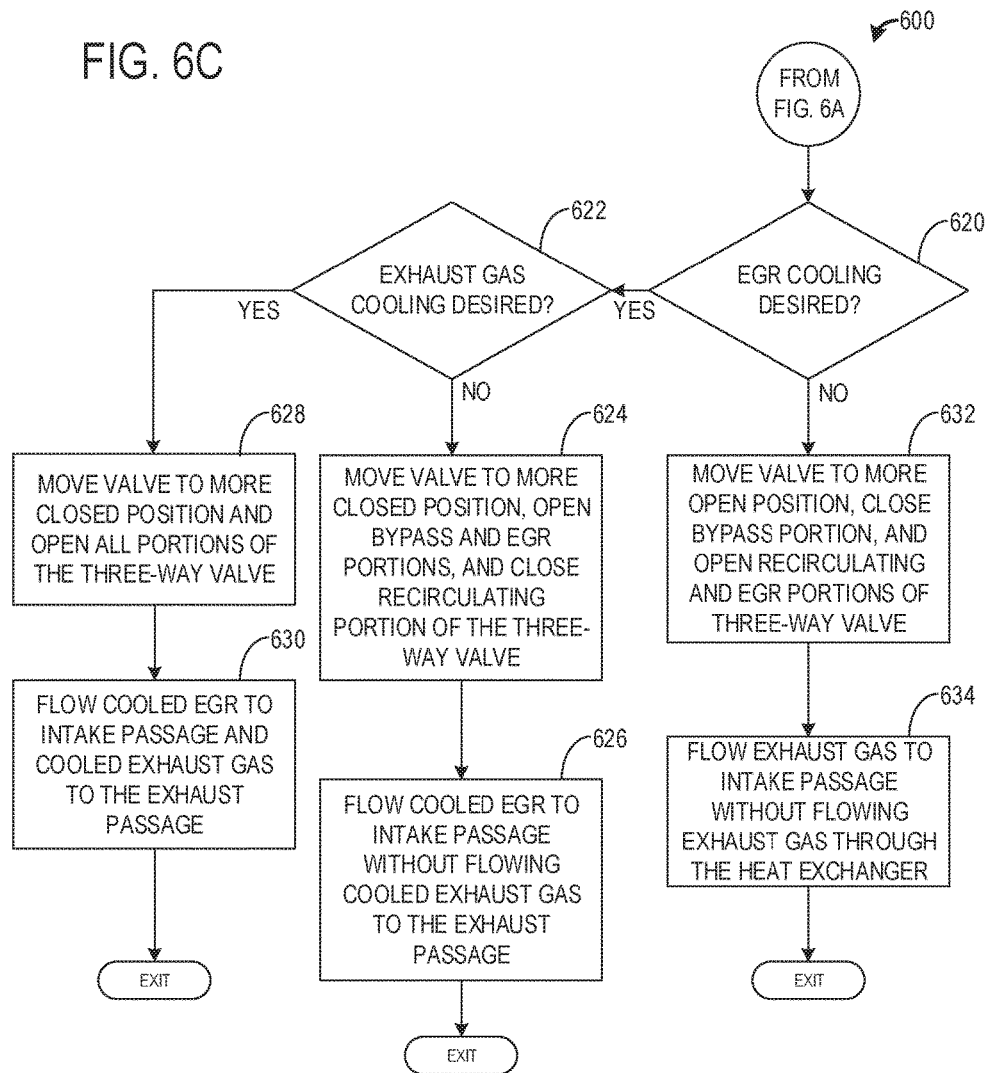 FIG. 6C
600
FROM
FIG. 6A
620
EGR COOLING
DESIRED?
YES
NO
622
EXHAUST GAS
COOLING DESIRED?
YES
NO
628
MOVE VALVE TO MORE
CLOSED POSITION AND
OPEN ALL PORTIONS OF
THE THREE-WAY VALVE
630
FLOW COOLED EGR TO
INTAKE PASSAGE AND
COOLED EXHAUST GAS
TO THE EXHAUST
PASSAGE
EXIT
624
MOVE VALVE TO MORE
CLOSED POSITION, OPEN
BYPASS AND EGR
PORTIONS, AND CLOSE
RECIRCULATING
PORTION OF THE THREE-
WAY VALVE
626
FLOW COOLED EGR TO
INTAKE PASSAGE
WITHOUT FLOWING
COOLED EXHAUST GAS
TO THE EXHAUST
PASSAGE
EXIT
632
MOVE VALVE TO MORE
OPEN POSITION, CLOSE
BYPASS PORTION, AND
OPEN RECIRCULATING
AND EGR PORTIONS OF
THREE-WAY VALVE
634
FLOW EXHAUST GAS TO
INTAKE PASSAGE
WITHOUT FLOWING
EXHAUST GAS THROUGH
THE HEAT EXCHANGER
EXIT